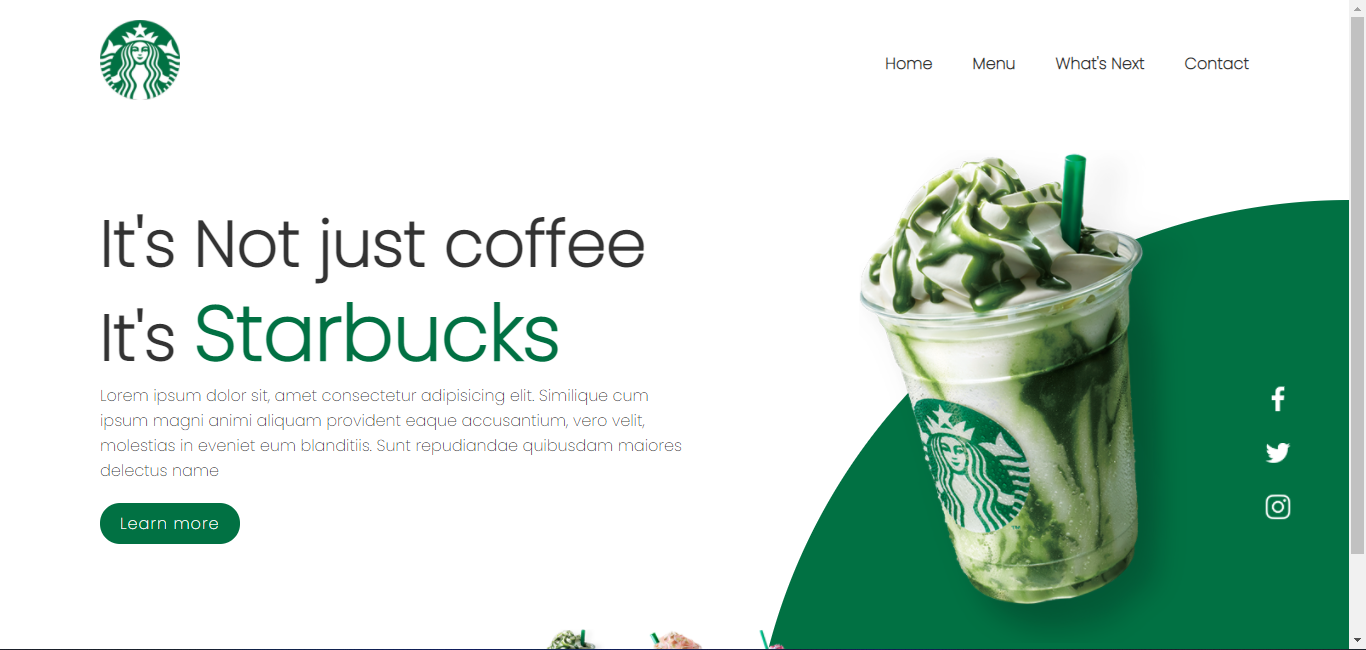 Home Menu What's Next Contact
It's Not just coffee
It's Starbucks
Lorem ipsum dolor sit, amet consectetur adipisicing elit. Similique cum
ipsum magni animi aliquam provident eaque accusantium, vero velit,
molestias in eveniet eum blanditiis. Sunt repudiandae quibusdam maiores
delectus name
Learn more